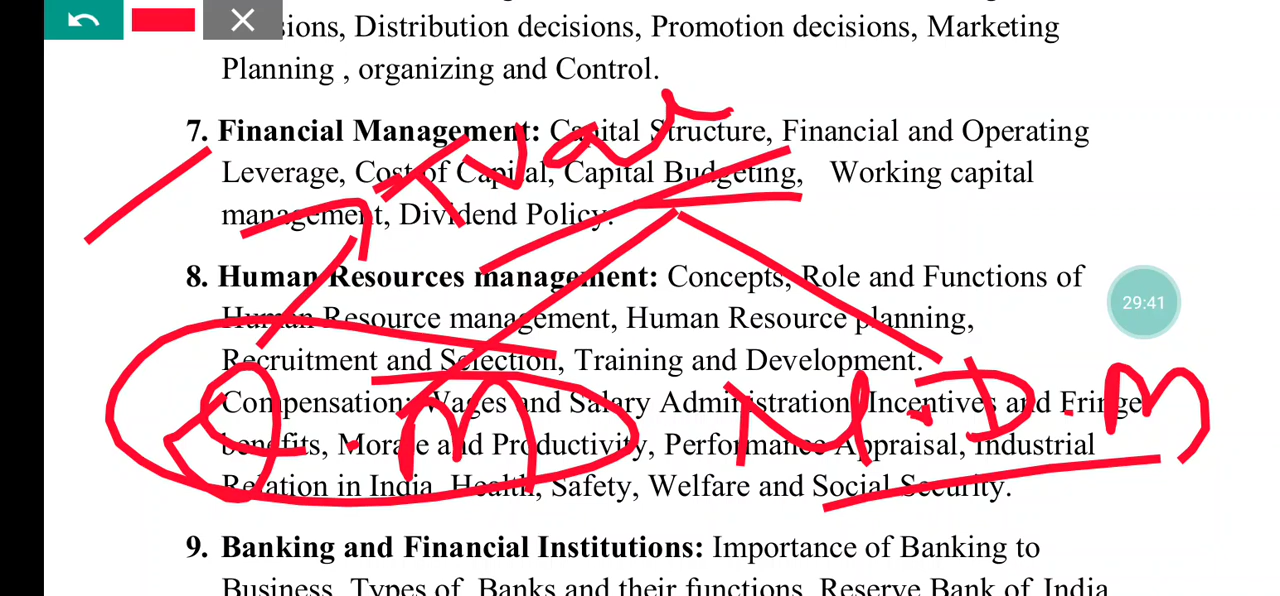 sions, Distribution decisions, Promotion decisions, Marketing
Planning , organizing and Control.
7. Financial Management: Capital Structure, Financial and Operating
Leverage, Cost of Capital, Capital Budgeting, Working capital
management, Dividend Policy.
8. Human Resources management: Concepts, Role and Functions of
Human Resource management, Human Resource planning,
Recruitment and Selection, Training and Development.
Compensation: Wages and Salary Administration Incentives and Fringe
benefits, Morale and Productivity, Performance Appraisal, Industrial
Relation in India, Health, Safety, Welfare and Social Security.
9. Banking and Financial Institutions: Importance of Banking to
Business, Types of Banks and their functions, Reserve Bank of India
29:41
D.M N.D.M